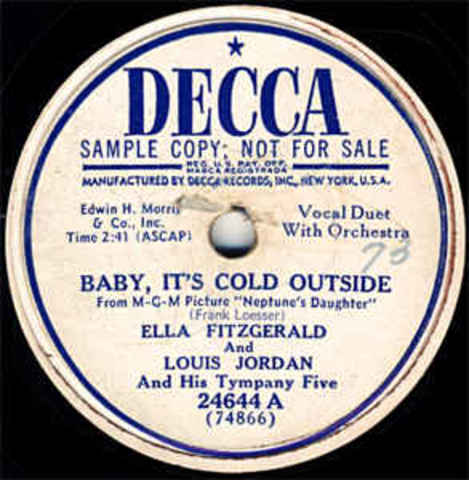 DECCA
SAMPLE COPY: NOT FOR SALE
REG. U.S. PAT. OFF.
MARCA REGISTRADA
MANUFACTURED BY DECCA RECORDS, INC., NEW YORK, U.S.A.
Edwin H. Morris
& Co., Inc.
Time 2:41 (ASCAP)
Vocal Duet
With Orchestra
73
BABY, IT'S COLD OUTSIDE
From M-G-M Picture "Neptune's Daughter"
(Frank Loesser)
ELLA FITZGERALD
And
LOUIS JORDAN
And His Tympany Five
24644 A
(74866)